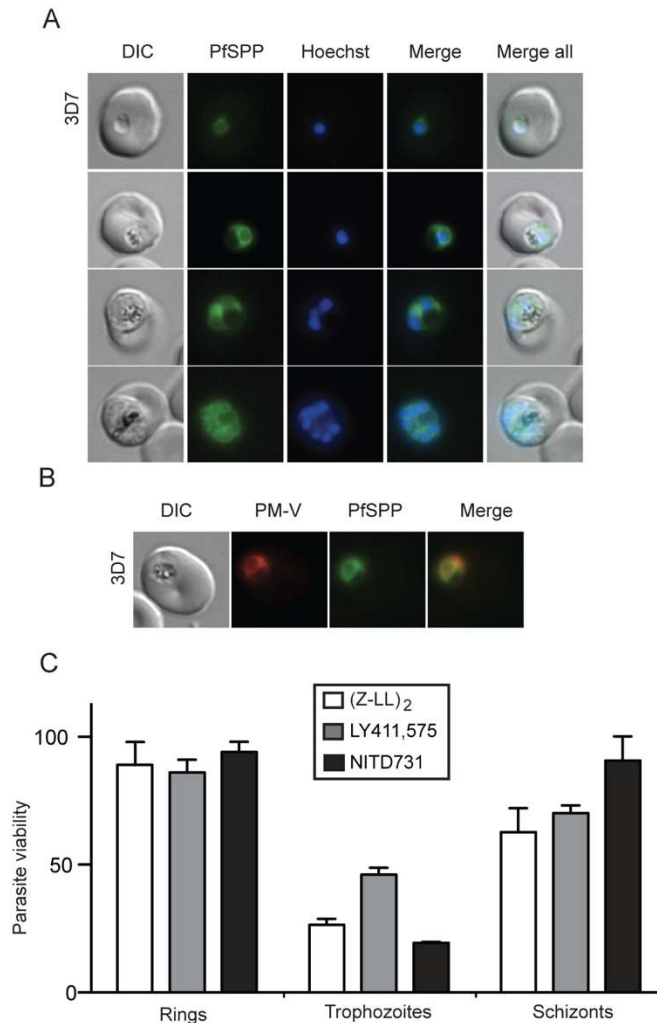 A
DIC PfSPP Hoechst Merge Merge all
3D7
B
DIC PM-V PfSPP Merge
3D7
C
(Z-LL)2
LY411,575
NITD731
Parasite viability
100
50
0
Rings Trophozoites Schizonts